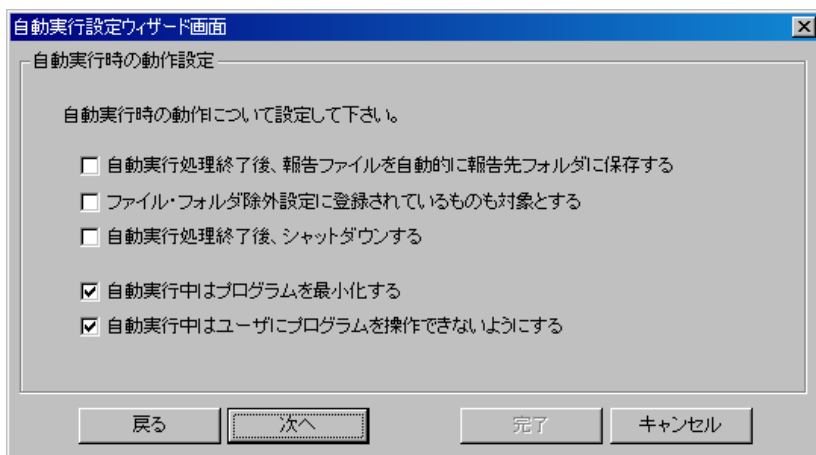 自動実行設定ウィザード画面
自動実行時の動作設定
自動実行時の動作について設定して下さい。
自動実行処理終了後、報告ファイルを自動的に報告先フォルダに保存する
ファイル・フォルダ除外設定に登録されているものも対象とする
自動実行処理終了後、シャットダウンする
自動実行中はプログラムを最小化する
自動実行中はユーザにプログラムを操作できないようにする
戻る 次へ 完了 キャンセル